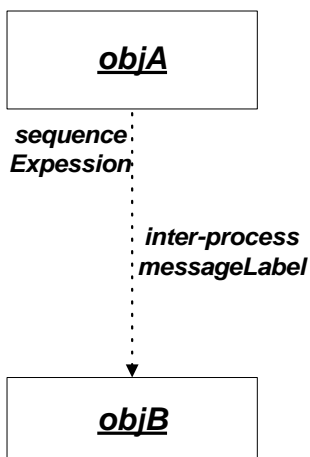 objA
sequence
Expession
inter-process
messageLabel
objB